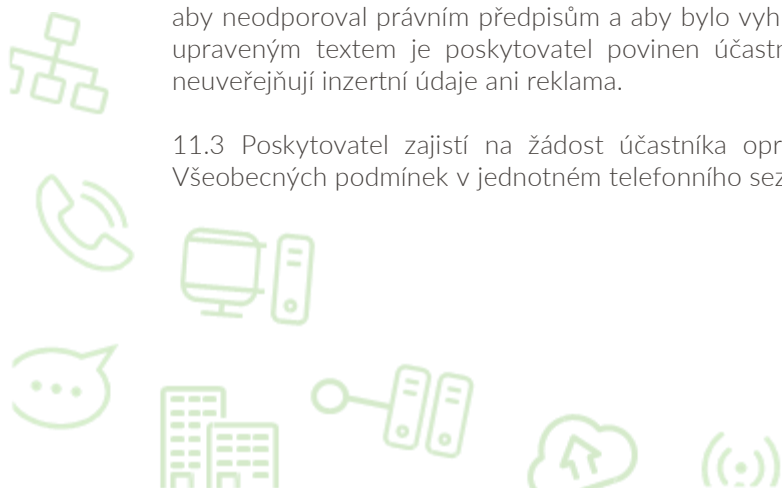 aby neodporoval právním předpisům a aby bylo vyh
upraveným textem je poskytovatel povinen účastn
neuveřejňují inzertní údaje ani reklama.
11.3 Poskytovatel zajistí na žádost účastníka opr
Všeobecných podmínek v jednotném telefonního sez